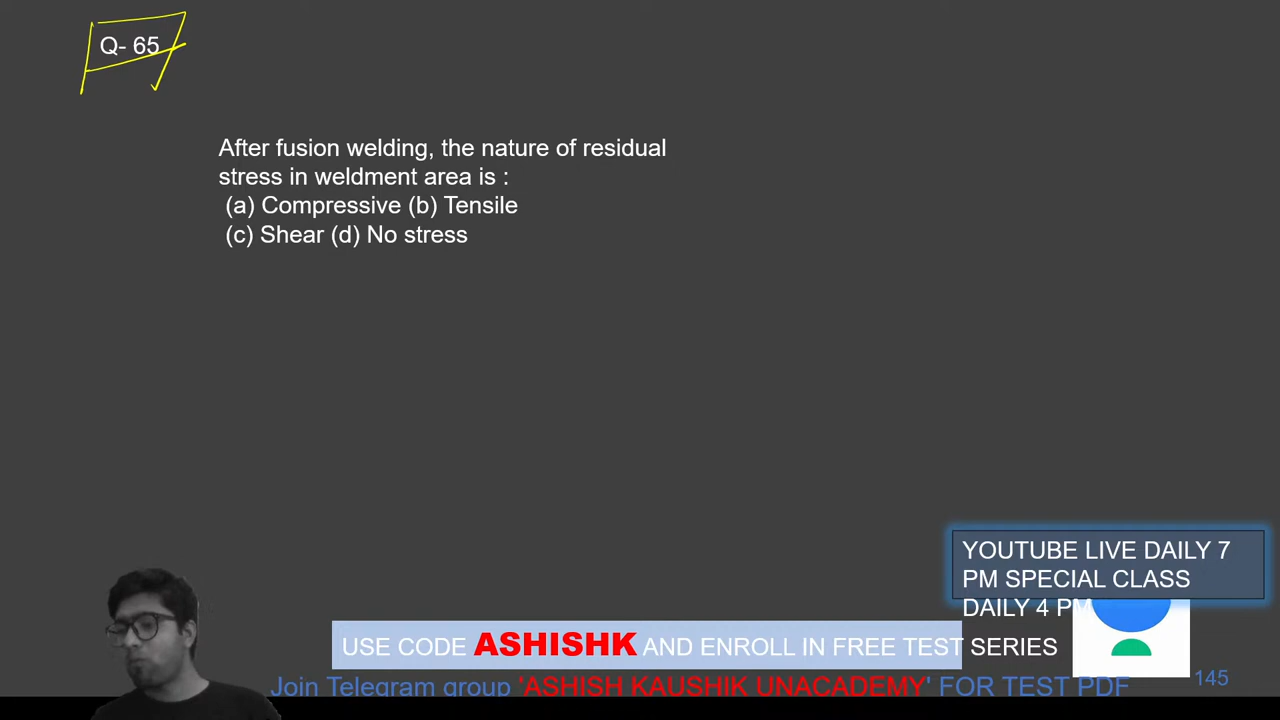 Q- 65
After fusion welding, the nature of residual
stress in weldment area is :
(a) Compressive (b) Tensile
(c) Shear (d) No stress
YOUTUBE LIVE DAILY 7
PM SPECIAL CLASS
DAILY 4 PM
USE CODE ASHISHK AND ENROLL IN FREE TEST SERIES
Join Telegram group 'ASHISH KAUSHIK UNACADEMY' FOR TEST PDF
145